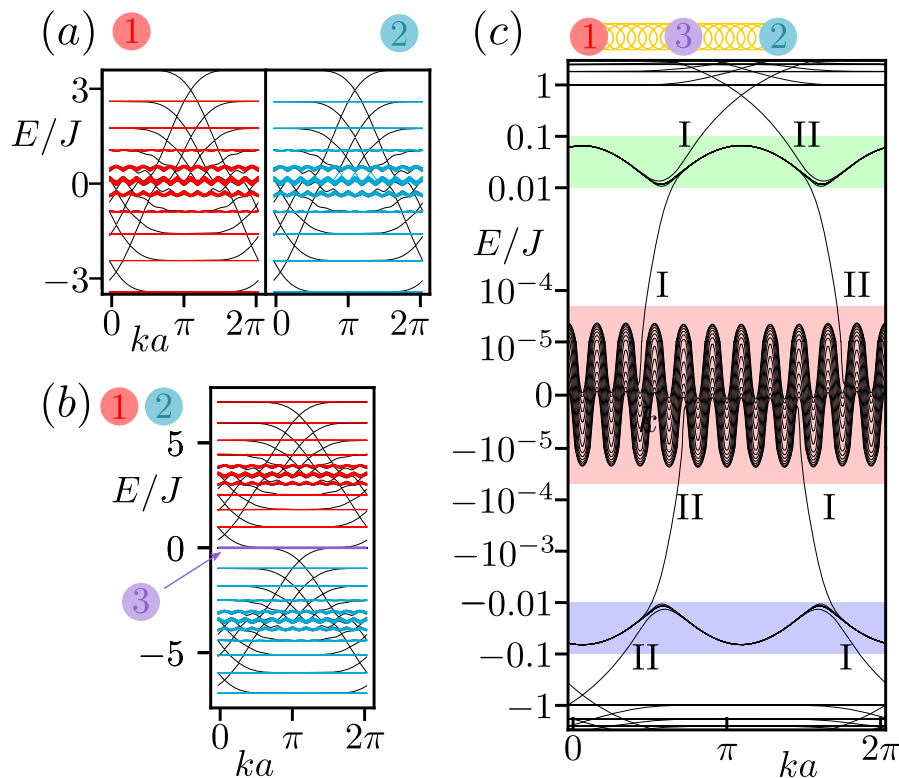 (a) 1 2
3
E/J
0
−3
0 π 2π 0 π 2π
ka
(b) 1 2
5
E/J
0
3
−5
0 π 2π
ka
(c) 1 3 2
1
I II
0.1
0.01
E/J
I II
10⁻⁴
10⁻⁵
0
k
−10⁻⁵
−10⁻⁴
II I
−10⁻³
−0.01
−0.1
II I
−1
0 π 2π
ka